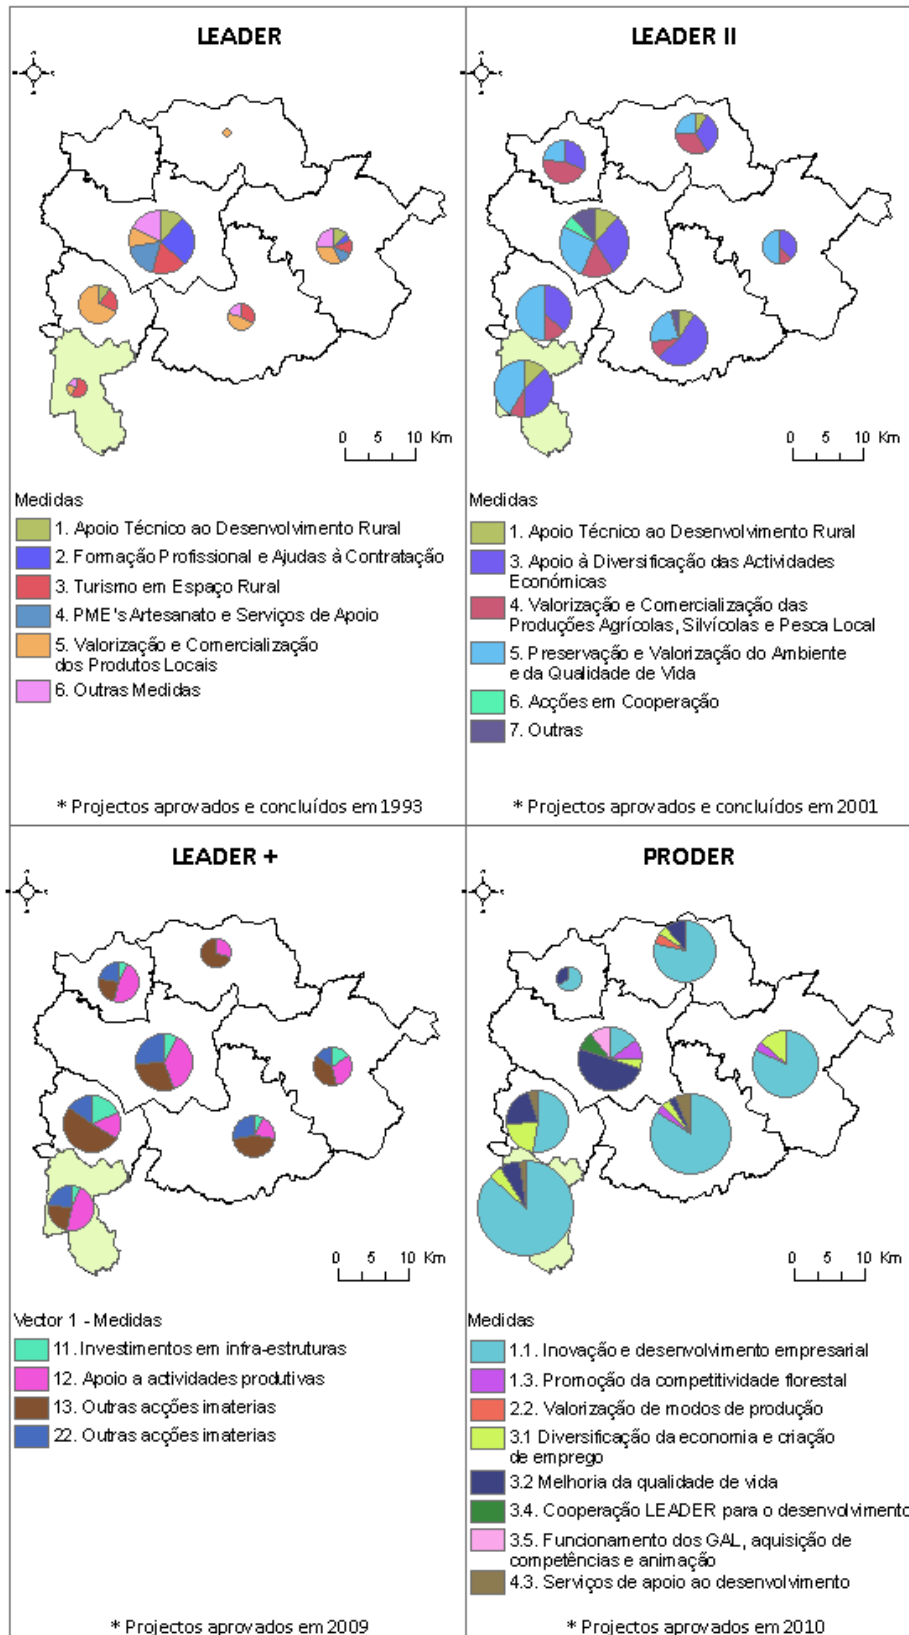 LEADER
0 5 10 Km
Medidas
1. Apoio Técnico ao Desenvolvimento Rural
2. Formação Profissional e Ajudas à Contratação
3. Turismo em Espaço Rural
4. PME's Artesanato e Serviços de Apoio
5. Valorização e Comercialização
dos Produtos Locais
6. Outras Medidas
* Projectos aprovados e concluídos em 1993
LEADER II
0 5 10 Km
Medidas
1. Apoio Técnico ao Desenvolvimento Rural
3. Apoio à Diversificação das Actividades
Económicas
4. Valorização e Comercialização das
Produções Agrícolas, Silvícolas e Pesca Local
5. Preservação e Valorização do Ambiente
e da Qualidade de Vida
6. Acções em Cooperação
7. Outras
* Projectos aprovados e concluídos em 2001
LEADER +
0 5 10 Km
Vector 1 - Medidas
11. Investimentos em infra-estruturas
12. Apoio a actividades produtivas
13. Outras acções imaterias
22. Outras acções imaterias
* Projectos aprovados em 2009
PRODER
0 5 10 Km
Medidas
1.1. Inovação e desenvolvimento empresarial
1.3. Promoção da competitividade florestal
2.2. Valorização de modos de produção
3.1 Diversificação da economia e criação
de emprego
3.2 Melhoria da qualidade de vida
3.4. Cooperação LEADER para o desenvolvimento
3.5. Funcionamento dos GAL, aquisição de
competências e animação
4.3. Serviços de apoio ao desenvolvimento
* Projectos aprovados em 2010